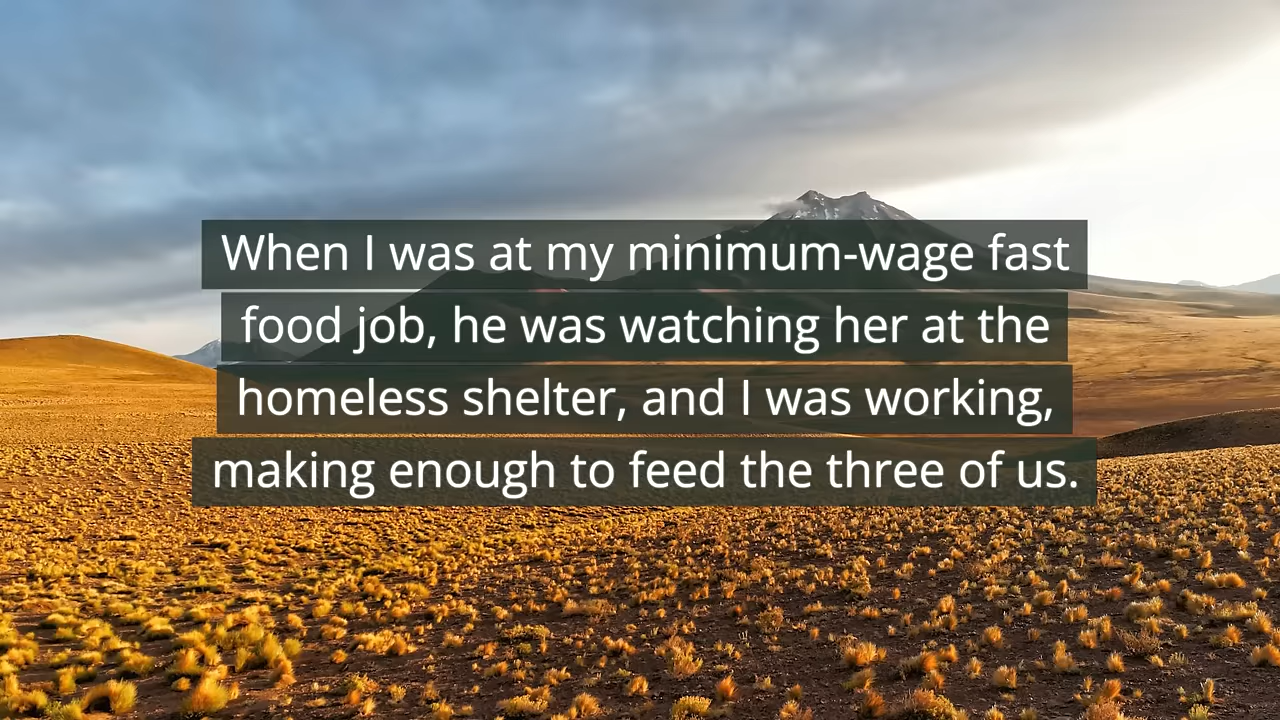 When I was at my minimum-wage fast
food job, he was watching her at the
homeless shelter, and I was working,
making enough to feed the three of us.